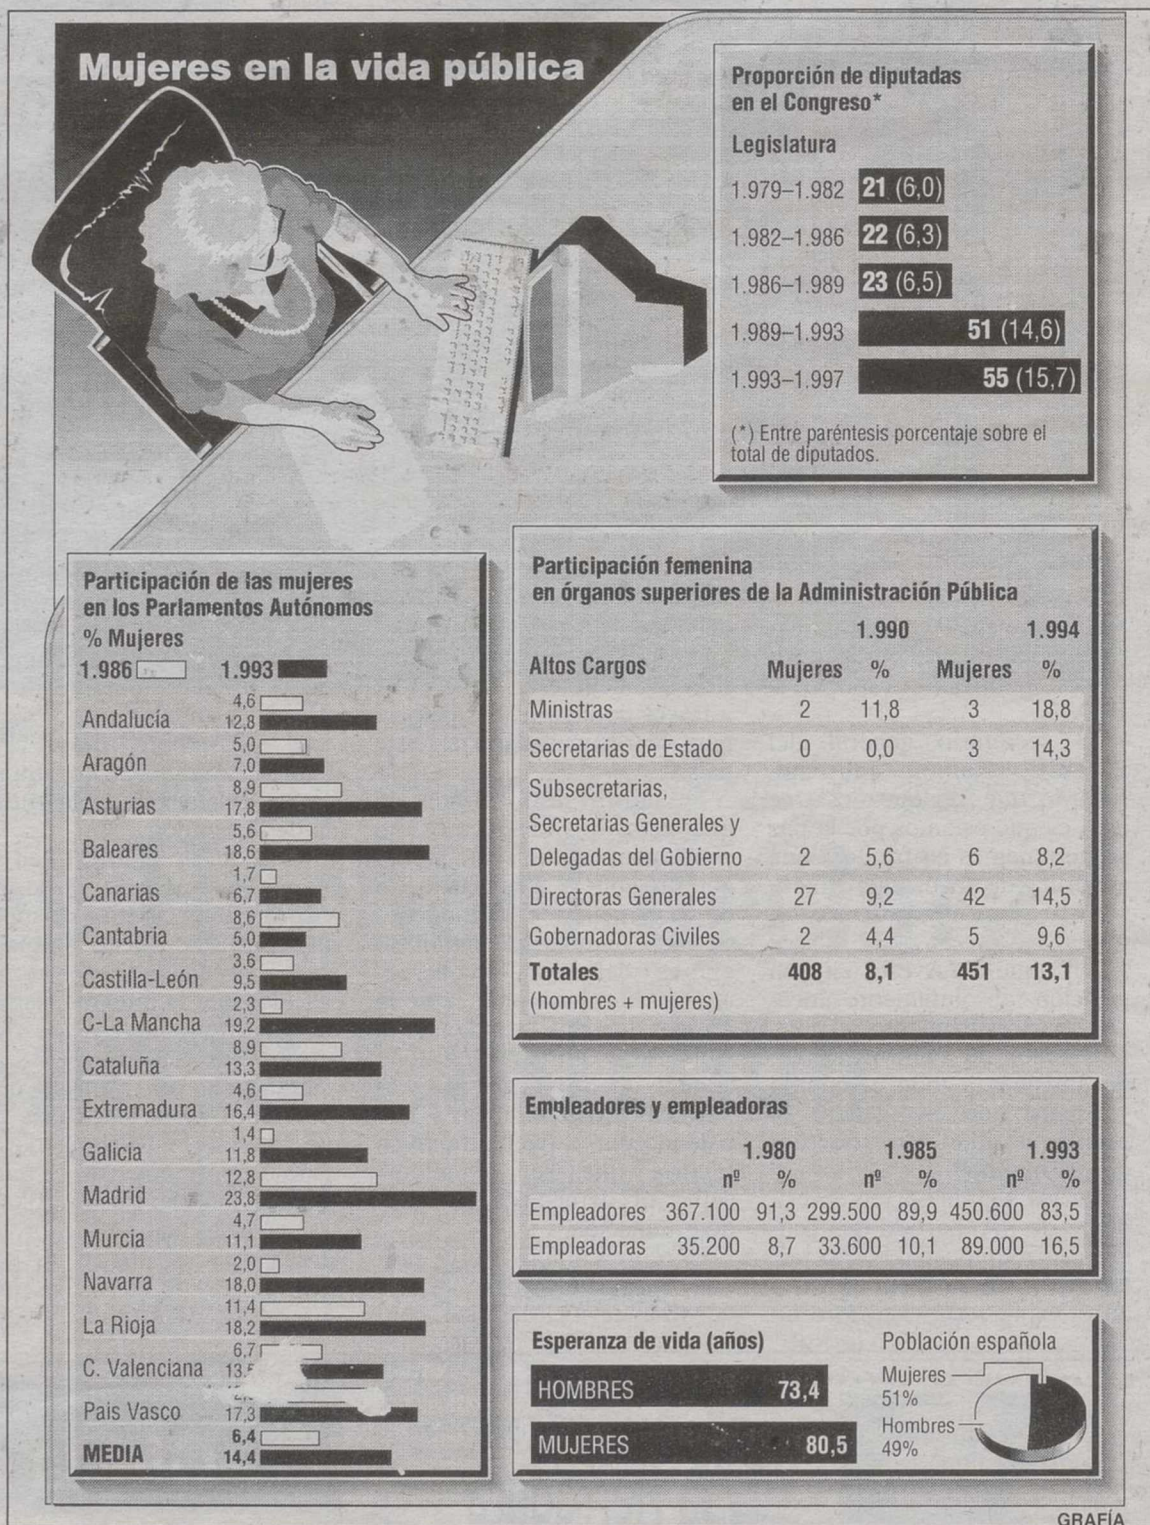 Mujeres en la vida pública
Proporción de diputadas
en el Congreso*
Legislatura
1.979–1.982 21 (6,0)
1.982–1.986 22 (6,3)
1.986–1.989 23 (6,5)
1.989–1.993 51 (14,6)
1.993–1.997 55 (15,7)
(*) Entre paréntesis porcentaje sobre el
total de diputados.
Participación de las mujeres
en los Parlamentos Autónomos
% Mujeres
1.986 1.993
4,6
Andalucía 12,8
5,0
Aragón 7,0
8,9
Asturias 17,8
5,6
Baleares 18,6
1,7
Canarias 6,7
8,6
Cantabria 5,0
3,6
Castilla-León 9,5
2,3
C-La Mancha 19,2
8,9
Cataluña 13,3
4,6
Extremadura 16,4
1,4
Galicia 11,8
12,8
Madrid 23,8
4,7
Murcia 11,1
2,0
Navarra 18,0
11,4
La Rioja 18,2
6,7
C. Valenciana
Pais Vasco 17,3
6,4
MEDIA 14,4
Participación femenina
en órganos superiores de la Administración Pública
1.990 1.994
Altos Cargos Mujeres % Mujeres %
Ministras 2 11,8 3 18,8
Secretarias de Estado 0 0,0 3 14,3
Subsecretarias,
Secretarias Generales y
Delegadas del Gobierno 2 5,6 6 8,2
Directoras Generales 27 9,2 42 14,5
Gobernadoras Civiles 2 4,4 5 9,6
Totales 408 8,1 451 13,1
(hombres + mujeres)
Empleadores y empleadoras
1.980 1.985 1.993
nº % nº % nº %
Empleadores 367.100 91,3 299.500 89,9 450.600 83,5
Empleadoras 35.200 8,7 33.600 10,1 89.000 16,5
Esperanza de vida (años)
HOMBRES 73,4
MUJERES 80,5
Población española
Mujeres
51%
Hombres
49%
GRAFÍA